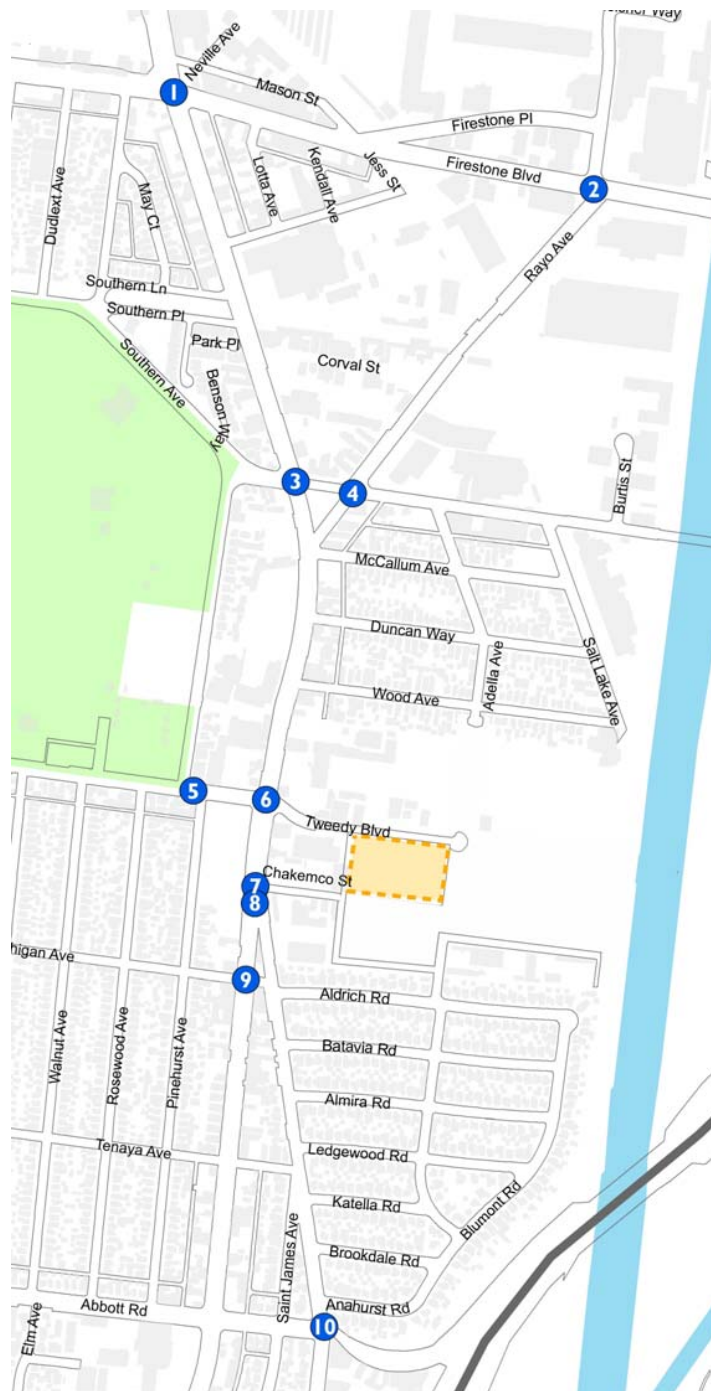 Neville Ave
1
Mason St
Firestone Pl
Firestone Blvd
2
Jess St
Kendall Ave
Lotta Ave
May Ct
Dudlext Ave
Rayo Ave
Southern Ln
Southern Pl
Park Pl
Corval St
Southern Ave
Benson Way
3
4
Burtis St
McCallum Ave
Duncan Way
Adella Ave
Salt Lake Ave
Wood Ave
5
6
Tweedy Blvd
7
Chakemco St
8
higan Ave
9
Aldrich Rd
Walnut Ave
Rosewood Ave
Pinehurst Ave
Batavia Rd
Almira Rd
Tenaya Ave
Ledgewood Rd
Katella Rd
Blumont Rd
Saint James Ave
Brookdale Rd
Abbott Rd
Anahurst Rd
10
Elm Ave